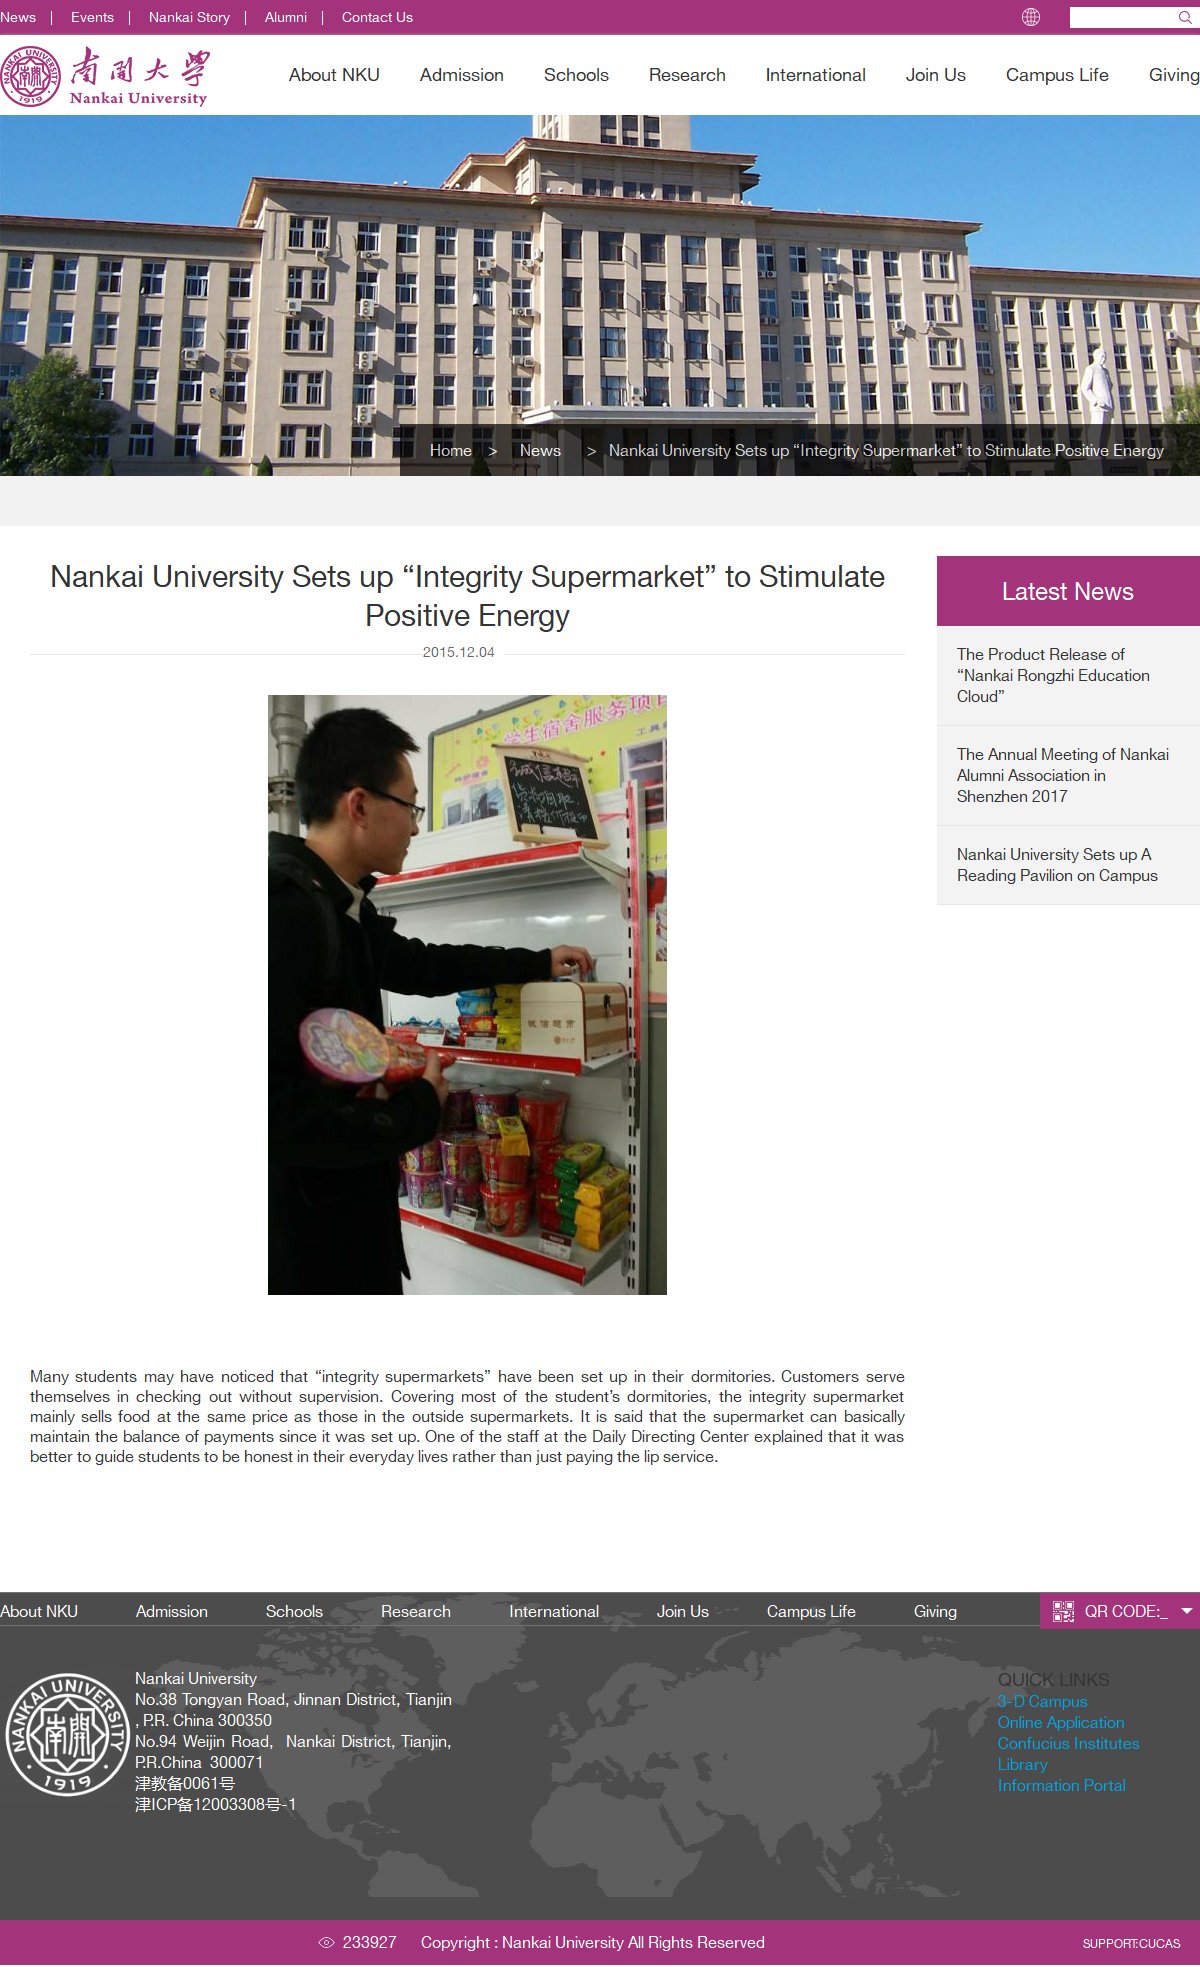 News | Events | Nankai Story | Alumni | Contact Us
NANKAI UNIVERSITY
1919
南開大學
Nankai University
About NKU Admission Schools Research International Join Us Campus Life Giving
Home > News > Nankai University Sets up “Integrity Supermarket” to Stimulate Positive Energy
Nankai University Sets up “Integrity Supermarket” to Stimulate
Positive Energy
2015.12.04
学生宿舍服务项目
诚信超市
Latest News
The Product Release of
“Nankai Rongzhi Education
Cloud”
The Annual Meeting of Nankai
Alumni Association in
Shenzhen 2017
Nankai University Sets up A
Reading Pavilion on Campus
Many students may have noticed that “integrity supermarkets” have been set up in their dormitories. Customers serve
themselves in checking out without supervision. Covering most of the student’s dormitories, the integrity supermarket
mainly sells food at the same price as those in the outside supermarkets. It is said that the supermarket can basically
maintain the balance of payments since it was set up. One of the staff at the Daily Directing Center explained that it was
better to guide students to be honest in their everyday lives rather than just paying the lip service.
About NKU Admission Schools Research International Join Us Campus Life Giving QR CODE:_
NANKAI UNIVERSITY
南開
1919
Nankai University
No.38 Tongyan Road, Jinnan District, Tianjin
, P.R. China 300350
No.94 Weijin Road, Nankai District, Tianjin,
P.R.China 300071
津教备0061号
津ICP备12003308号-1
QUICK LINKS
3-D Campus
Online Application
Confucius Institutes
Library
Information Portal
233927 Copyright : Nankai University All Rights Reserved SUPPORT:CUCAS